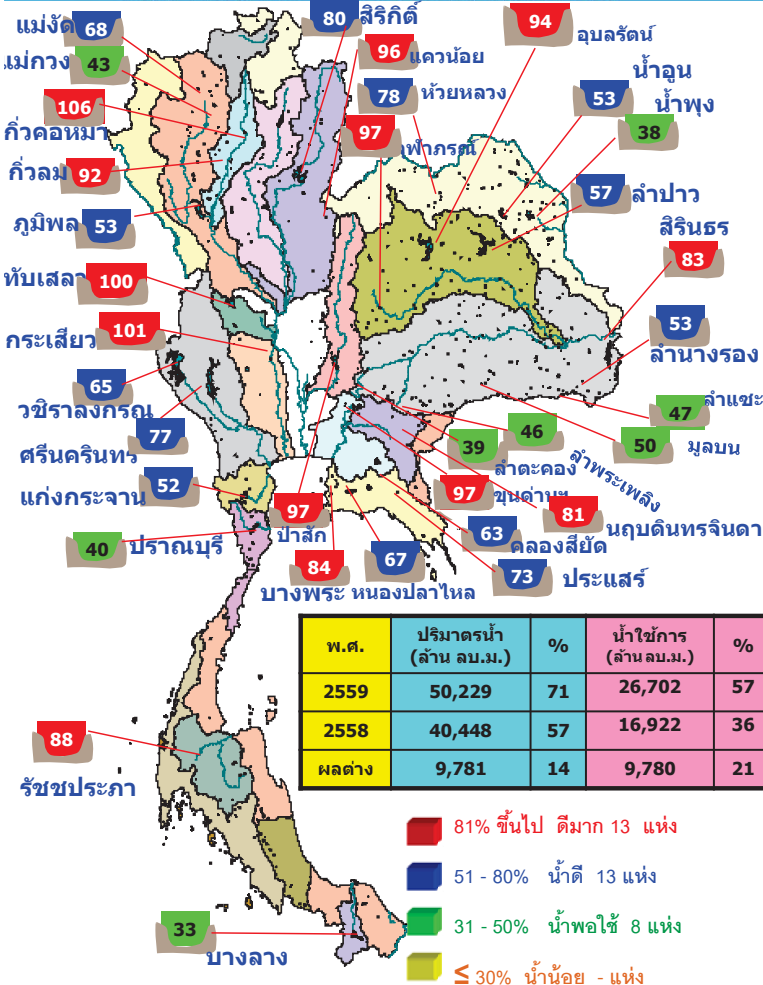 แม่งัด 68
แม่กวง 43
106
กิ่วคอหมา
กิ่วลม 92
ภูมิพล 53
ทับเสลา 100
กระเสียว 101
65
วชิราลงกรณ
77
ศรีนครินทร์
แก่งกระจาน 52
40 ปราณบุรี
80 สิริกิติ์
96 แควน้อย
78 ห้วยหลวง
97
94 อุบลรัตน์
น้ำอูน
53 น้ำพุง
38
57 ลำปาว
สิรินธร
83
53
ลำนางรอง
47 ลำแชะ
50 มูลบน
46 ลำพระเพลิง
39 ลำตะคอง
97 ขุนด่านฯ
81 นฤบดินทรจินดา
63 คลองสียัด
73 ประแสร์
97 ป่าสัก
84
บางพระ
67
หนองปลาไหล
88
รัชชประภา
33
บางลาง
พ.ศ. ปริมาตรน้ำ (ล้าน ลบ.ม.) % น้ำใช้การ (ล้าน ลบ.ม.) %
2559 50,229 71 26,702 57
2558 40,448 57 16,922 36
ผลต่าง 9,781 14 9,780 21
81% ขึ้นไป ดีมาก 13 แห่ง
51 - 80% น้ำดี 13 แห่ง
31 - 50% น้ำพอใช้ 8 แห่ง
≤ 30% น้ำน้อย - แห่ง